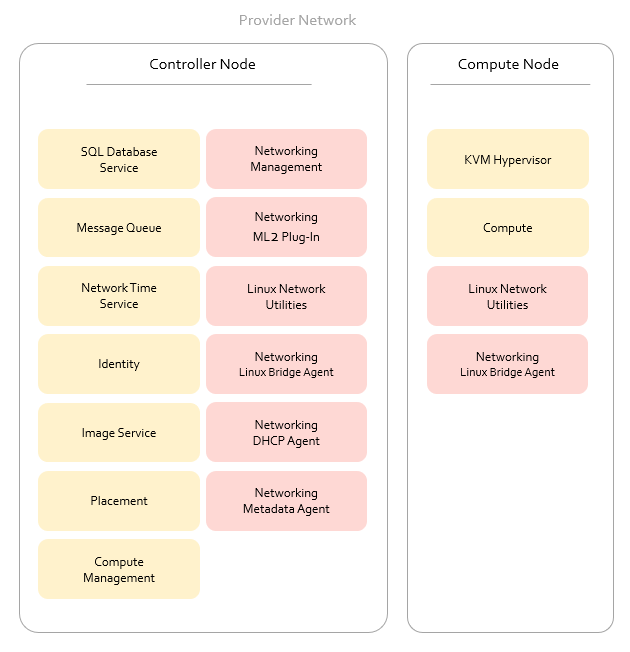 Provider Network
Controller Node
SQL Database
Service
Networking
Management
Message Queue
Networking
ML2 Plug-In
Network Time
Service
Linux Network
Utilities
Identity
Networking
Linux Bridge Agent
Image Service
Networking
DHCP Agent
Placement
Networking
Metadata Agent
Compute
Management
Compute Node
KVM Hypervisor
Compute
Linux Network
Utilities
Networking
Linux Bridge Agent